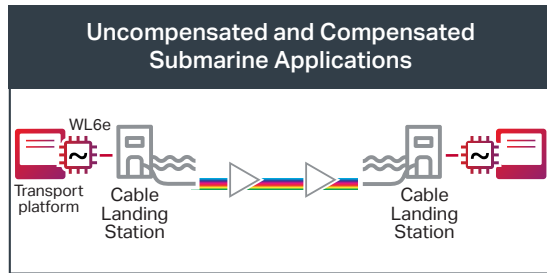 Uncompensated and Compensated
Submarine Applications
WL6e
Transport
platform
Cable
Landing
Station
Cable
Landing
Station